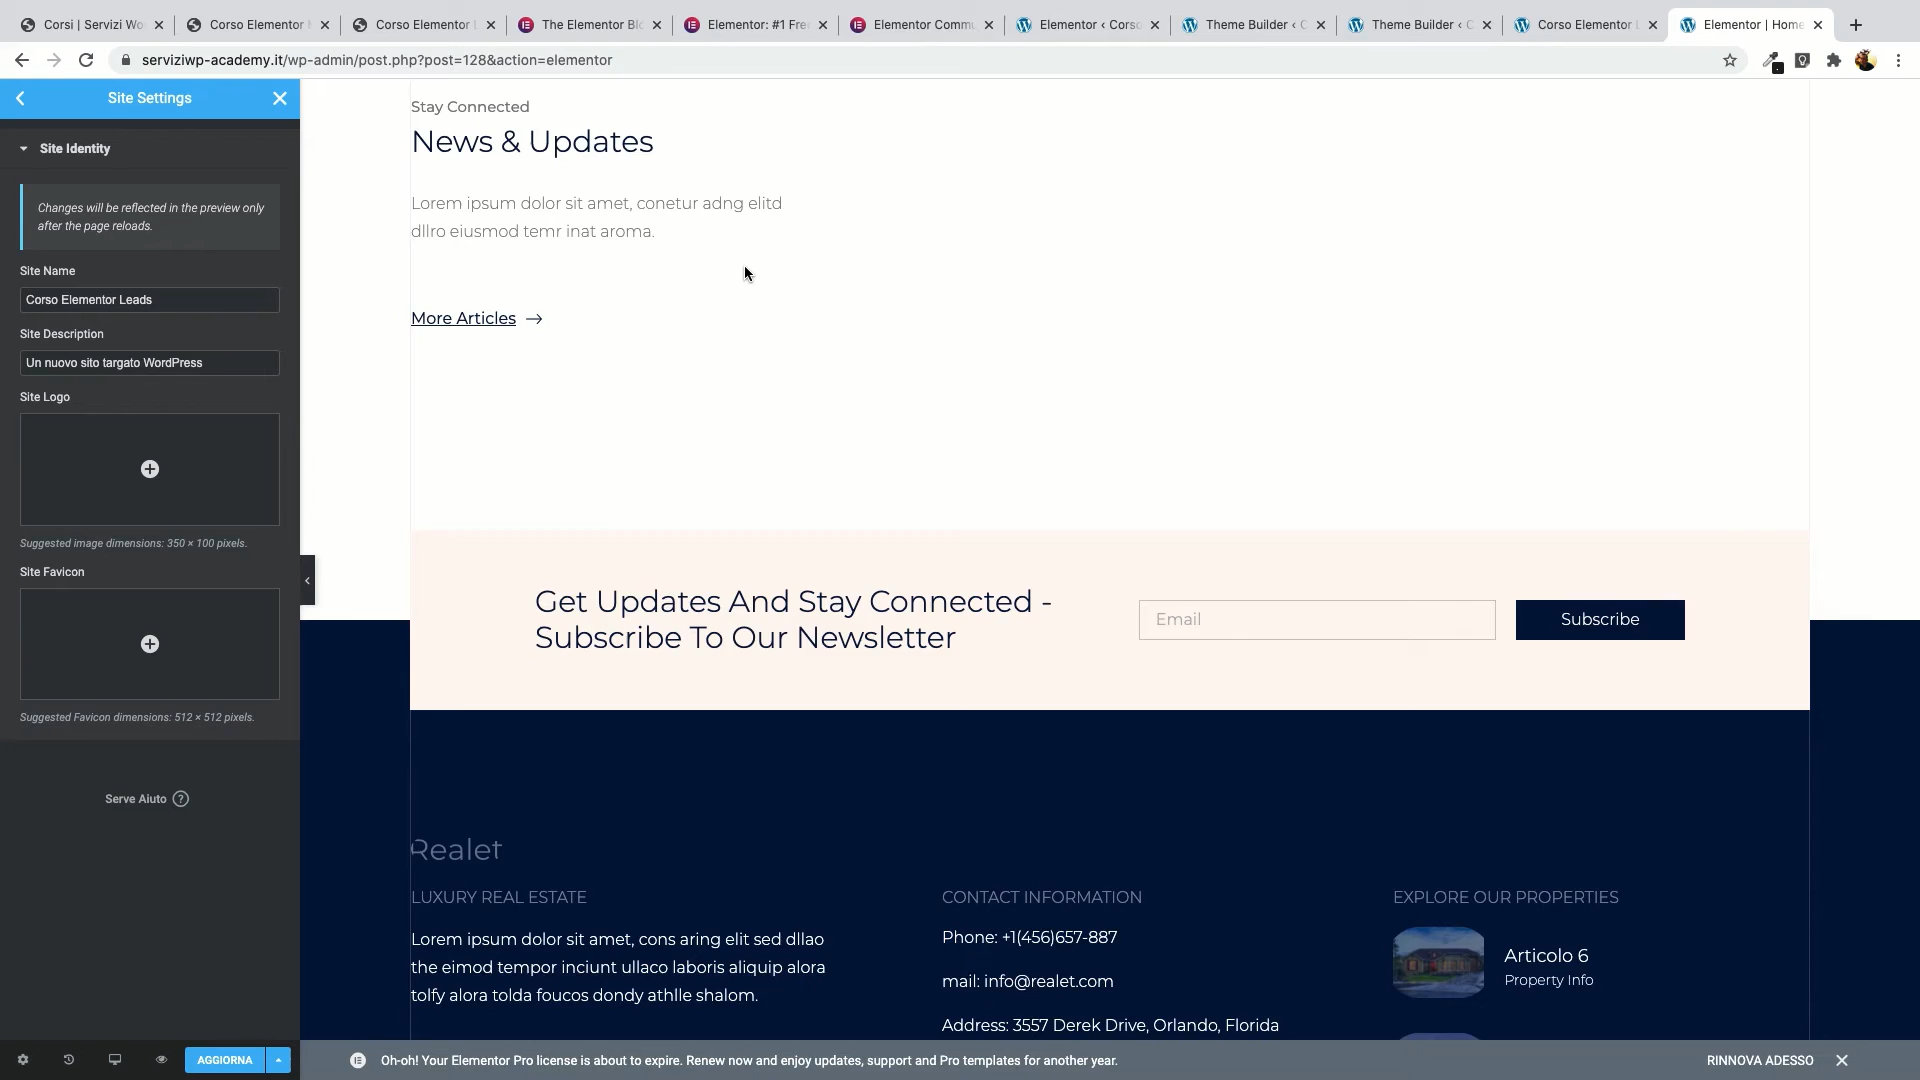 Corsi | Servizi Wo
Corso Elementor
Corso Elementor
The Elementor Blo
Elementor: #1 Fre
Elementor Comm
Elementor ‹ Corso
Theme Builder ‹ C
Theme Builder ‹ C
Corso Elementor L
Elementor | Home
serviziwp-academy.it/wp-admin/post.php?post=128&action=elementor
Site Settings
Site Identity
Changes will be reflected in the preview only
after the page reloads.
Site Name
Corso Elementor Leads
Site Description
Un nuovo sito targato WordPress
Site Logo
Suggested image dimensions: 350 × 100 pixels.
Site Favicon
Suggested Favicon dimensions: 512 × 512 pixels.
Serve Aiuto ?
AGGIORNA
Stay Connected
News & Updates
Lorem ipsum dolor sit amet, conetur adng elitd
dllro eiusmod temr inat aroma.
More Articles
Get Updates And Stay Connected -
Subscribe To Our Newsletter
Email
Subscribe
Realet
LUXURY REAL ESTATE
Lorem ipsum dolor sit amet, cons aring elit sed dllao
the eimod tempor inciunt ullaco laboris aliquip alora
tolfy alora tolda foucos dondy athlle shalom.
CONTACT INFORMATION
Phone: +1(456)657-887
mail: info@realet.com
Address: 3557 Derek Drive, Orlando, Florida
EXPLORE OUR PROPERTIES
Articolo 6
Property Info
Oh-oh! Your Elementor Pro license is about to expire. Renew now and enjoy updates, support and Pro templates for another year.
RINNOVA ADESSO